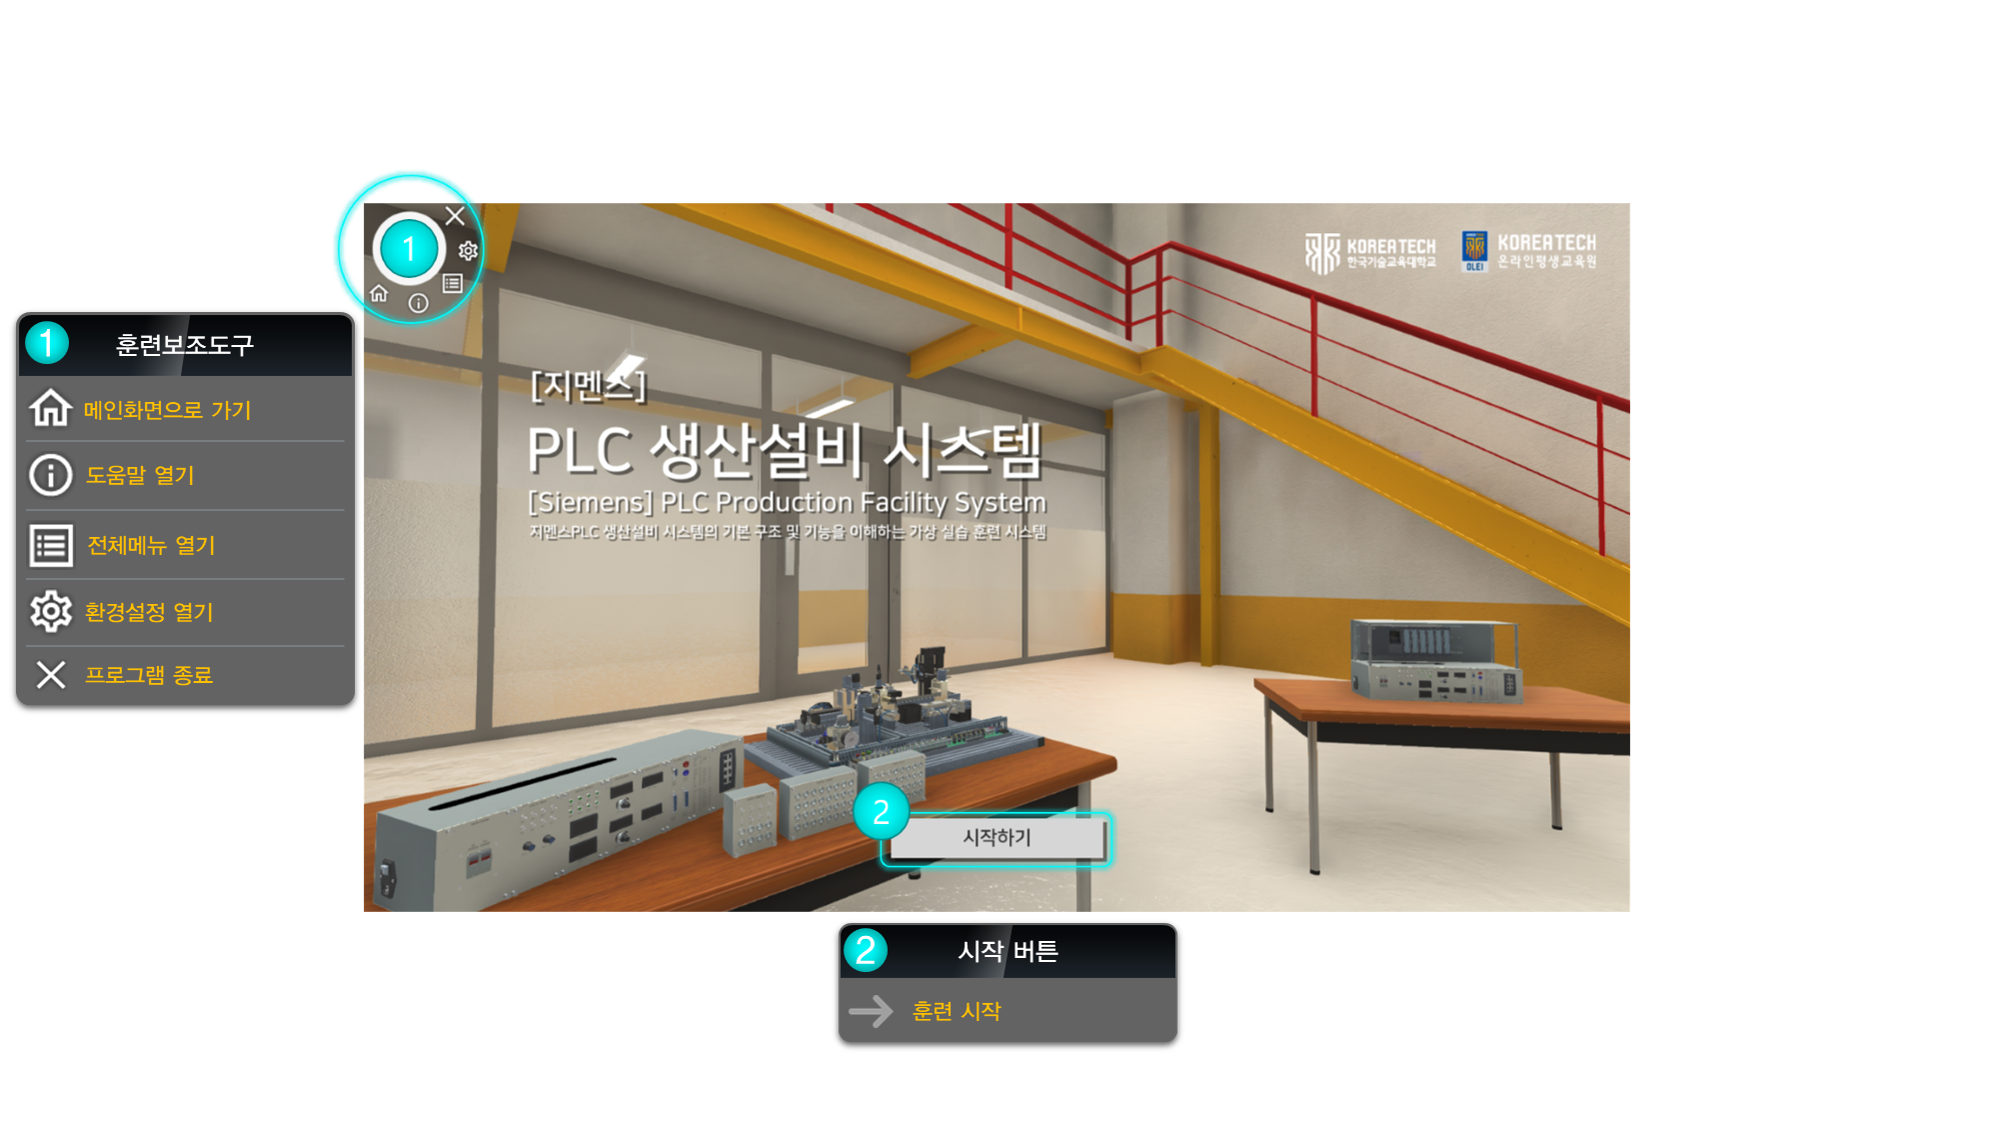 1
KOREATECH
한국기술교육대학교
KOREATECH
온라인평생교육원
OLEI
1 훈련보조도구
메인화면으로 가기
도움말 열기
전체메뉴 열기
환경설정 열기
프로그램 종료
[지멘스]
PLC 생산설비 시스템
[Siemens] PLC Production Facility System
지멘스PLC 생산설비 시스템의 기본 구조 및 기능을 이해하는 가상 실습 훈련 시스템
2
시작하기
2 시작 버튼
훈련 시작